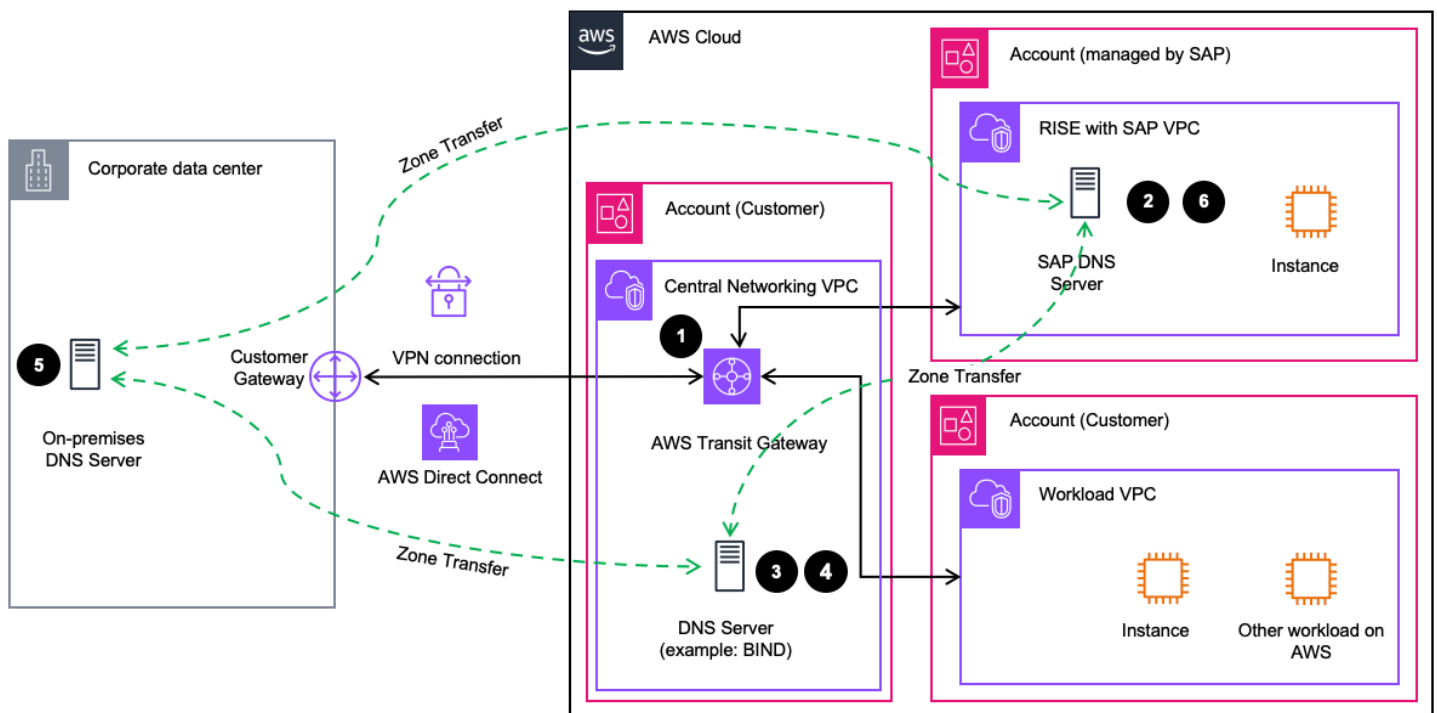 aws
AWS Cloud
Account (managed by SAP)
RISE with SAP VPC
2
6
SAP DNS
Server
Instance
Zone Transfer
Corporate data center
Account (Customer)
Central Networking VPC
1
5
Customer
Gateway
VPN connection
On-premises
DNS Server
AWS Direct Connect
AWS Transit Gateway
Zone Transfer
Zone Transfer
3
4
DNS Server
(example: BIND)
Account (Customer)
Workload VPC
Instance
Other workload on
AWS